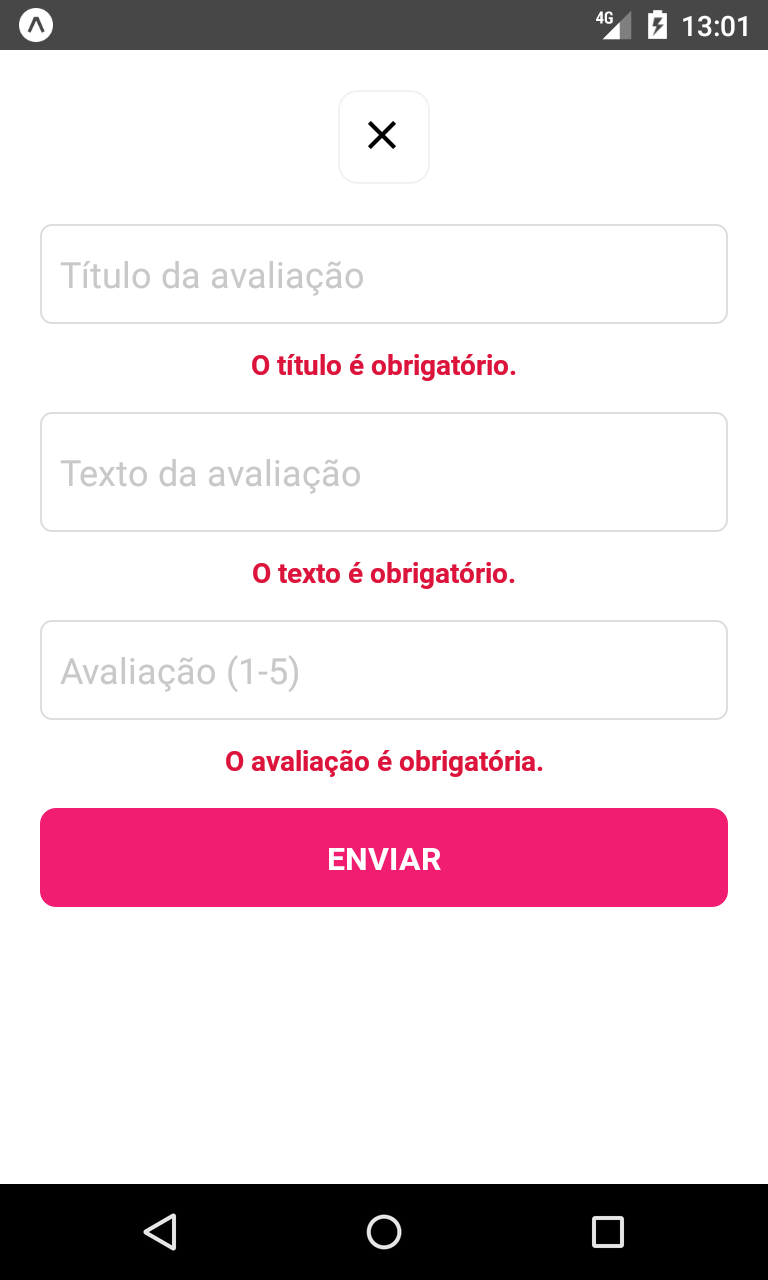 4G 13:01
Título da avaliação
O título é obrigatório.
Texto da avaliação
O texto é obrigatório.
Avaliação (1-5)
O avaliação é obrigatória.
ENVIAR